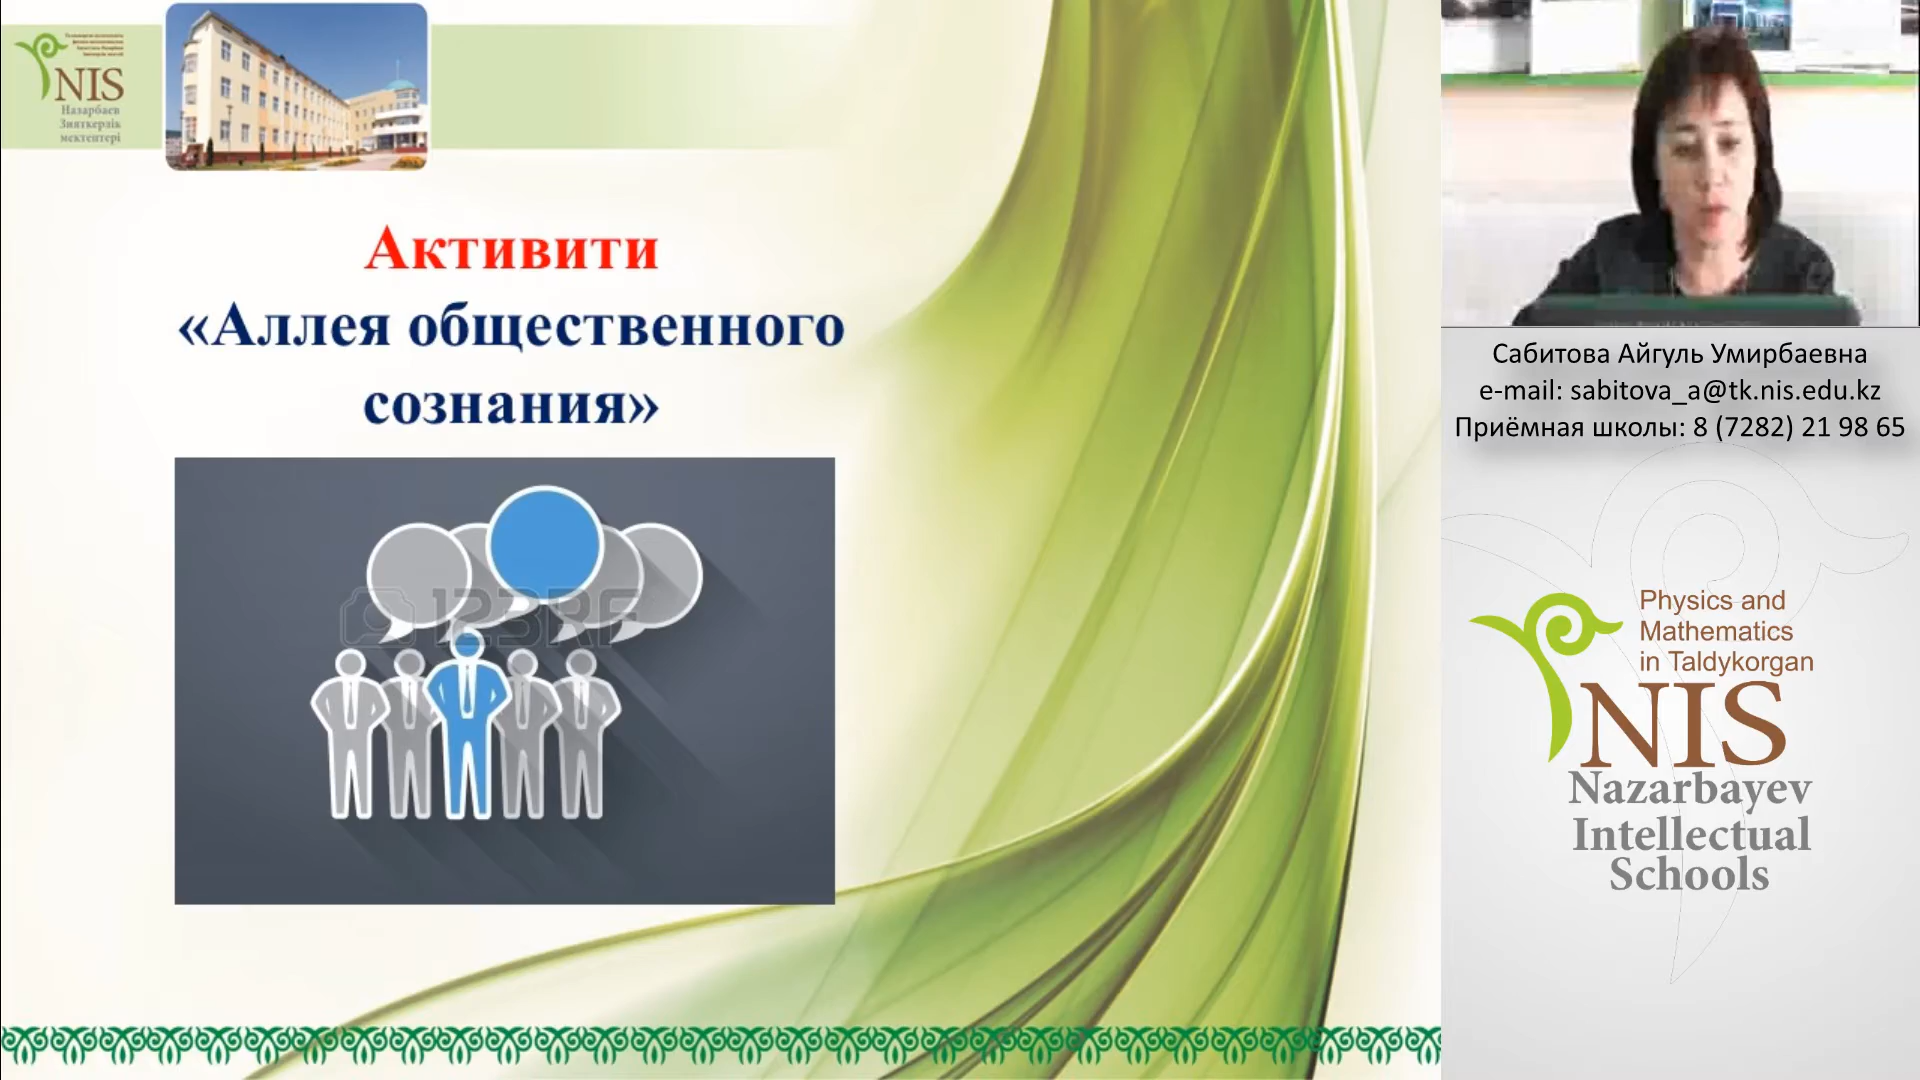 NIS
Назарбаев
Зияткерлік
мектептері
Активити
«Аллея общественного
сознания»
123RF
Сабитова Айгуль Умирбаевна
e-mail: sabitova_a@tk.nis.edu.kz
Приёмная школы: 8 (7282) 21 98 65
Physics and
Mathematics
in Taldykorgan
NIS
Nazarbayev
Intellectual
Schools